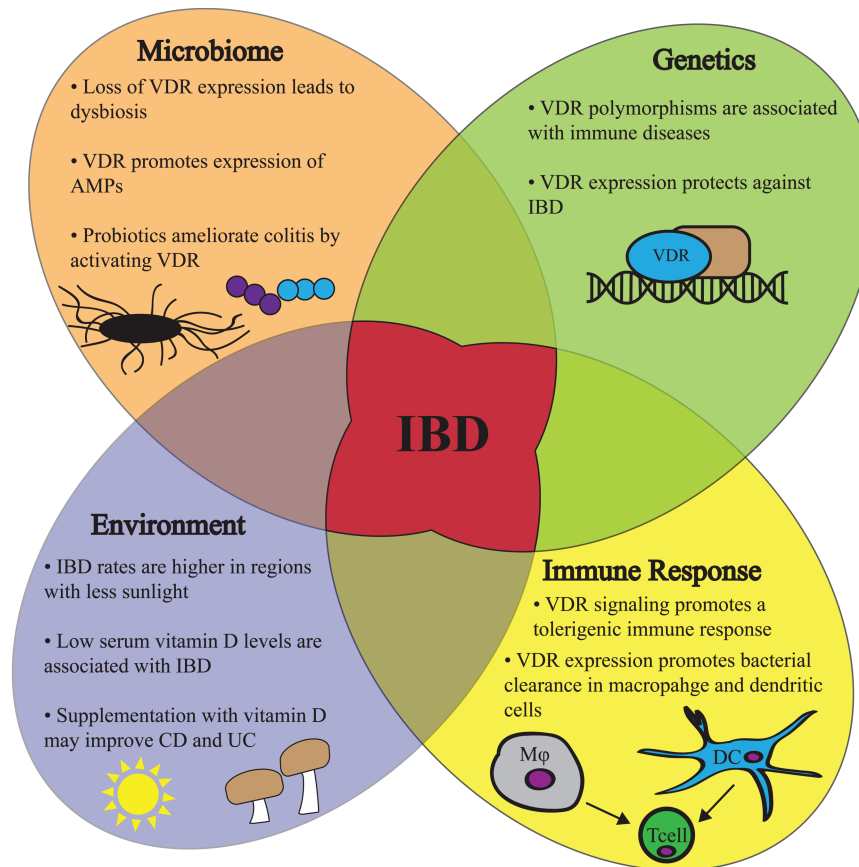 Microbiome
• Loss of VDR expression leads to
dysbiosis
• VDR promotes expression of
AMPs
• Probiotics ameliorate colitis by
activating VDR
Genetics
• VDR polymorphisms are associated
with immune diseases
• VDR expression protects against
IBD
VDR
IBD
Environment
• IBD rates are higher in regions
with less sunlight
• Low serum vitamin D levels are
associated with IBD
• Supplementation with vitamin D
may improve CD and UC
Immune Response
• VDR signaling promotes a
tolerigenic immune response
• VDR expression promotes bacterial
clearance in macropahge and dendritic
cells
Mφ
DC
Tcell